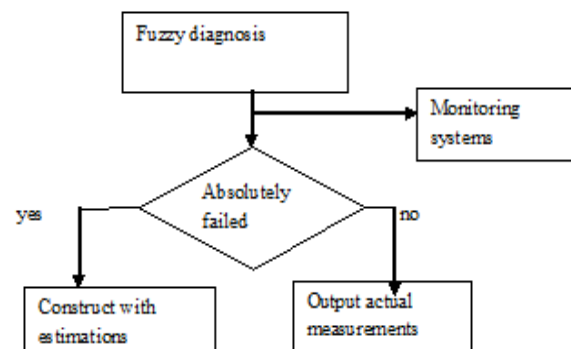 Fuzzy diagnosis
Monitoring
systems
Absolutely
failed
yes
no
Construct with
estimations
Output actual
measurements